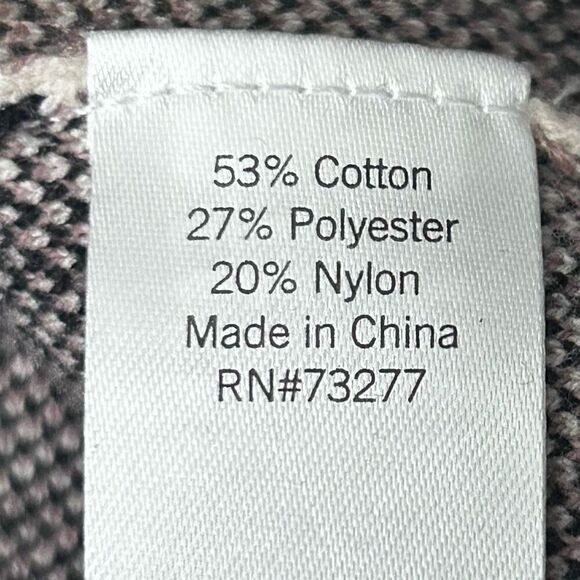 53% Cotton
27% Polyester
20% Nylon
Made in China
RN#73277